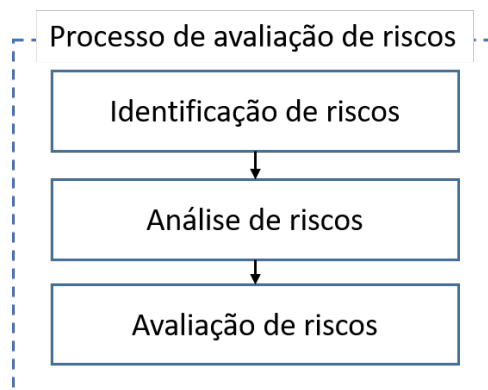 Processo de avaliação de riscos
Identificação de riscos
Análise de riscos
Avaliação de riscos